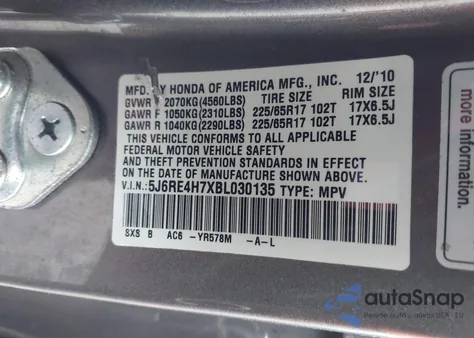 MFD. BY HONDA OF AMERICA MFG., INC. 12/'10
GVWR 2070KG(4560LBS) TIRE SIZE RIM SIZE
GAWR F 1050KG(2310LBS) 225/65R17 102T 17X6.5J
GAWR R 1040KG(2290LBS) 225/65R17 102T 17X6.5J
THIS VEHICLE CONFORMS TO ALL APPLICABLE
FEDERAL MOTOR VEHICLE SAFETY AND THEFT
PREVENTION STANDARDS IN EFFECT
ON THE DATE OF MANUFACTURE SHOWN ABOVE.
V.I.N.: 5J6RE4H7XBL030135 TYPE: MPV
SXS B AC6 -YR578M -A-L
autoSnap